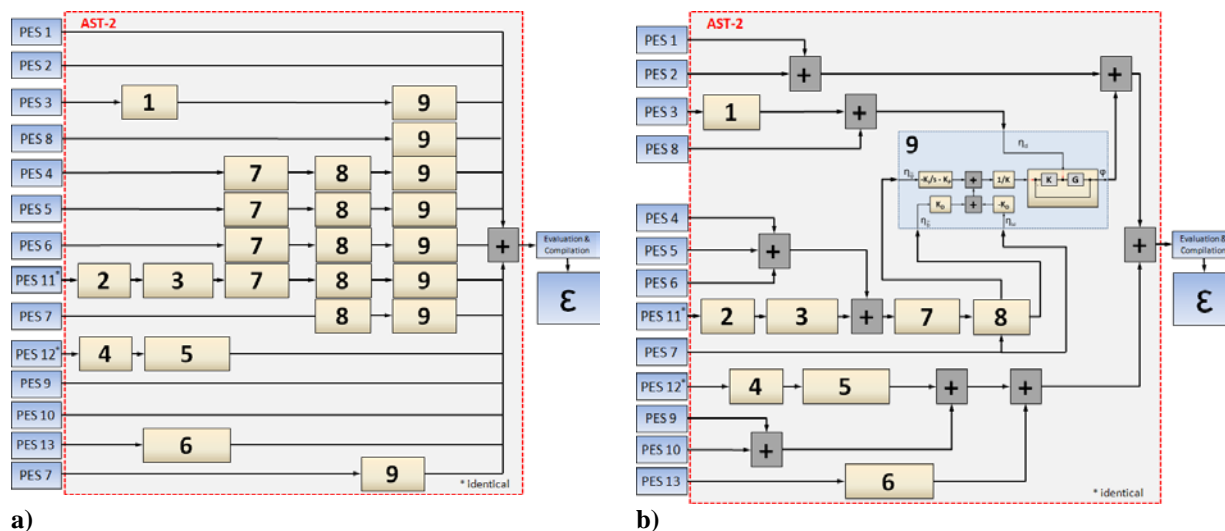 AST-2
PES 1
PES 2
PES 3
1
9
PES 8
9
PES 4
7
8
9
PES 5
7
8
9
PES 6
7
8
9
+
PES 11*
2
3
7
8
9
PES 7
8
9
PES 12*
4
5
PES 9
PES 10
PES 13
6
PES 7
9
* identical
Evaluation &
Compilation
ε
a)
AST-2
PES 1
+
PES 2
+
PES 3
1
+
PES 8
9
-K
+
1/K
K
G
φ
K
+
-K
PES 4
PES 5
+
PES 6
PES 11*
2
3
+
7
8
PES 7
+
PES 12*
4
5
+
+
PES 9
PES 10
+
PES 13
6
* identical
Evaluation &
Compilation
ε
b)